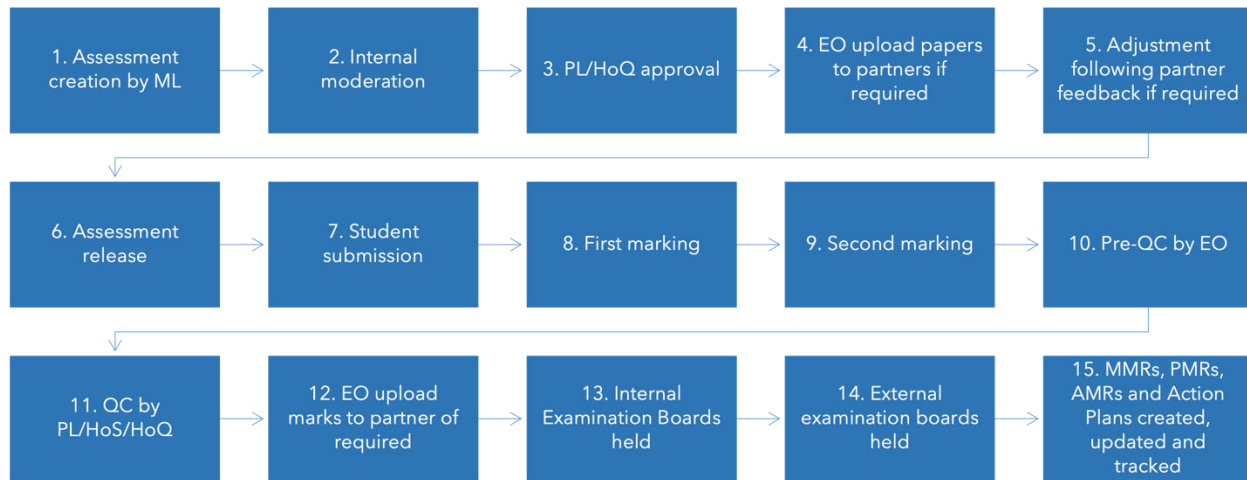 1. Assessment
creation by ML
2. Internal
moderation
3. PL/HoQ approval
4. EO upload papers
to partners if
required
5. Adjustment
following partner
feedback if required
6. Assessment
release
7. Student
submission
8. First marking
9. Second marking
10. Pre-QC by EO
11. QC by
PL/HoS/HoQ
12. EO upload
marks to partner of
required
13. Internal
Examination Boards
held
14. External
examination boards
held
15. MMRs, PMRs,
AMRs and Action
Plans created,
updated and
tracked